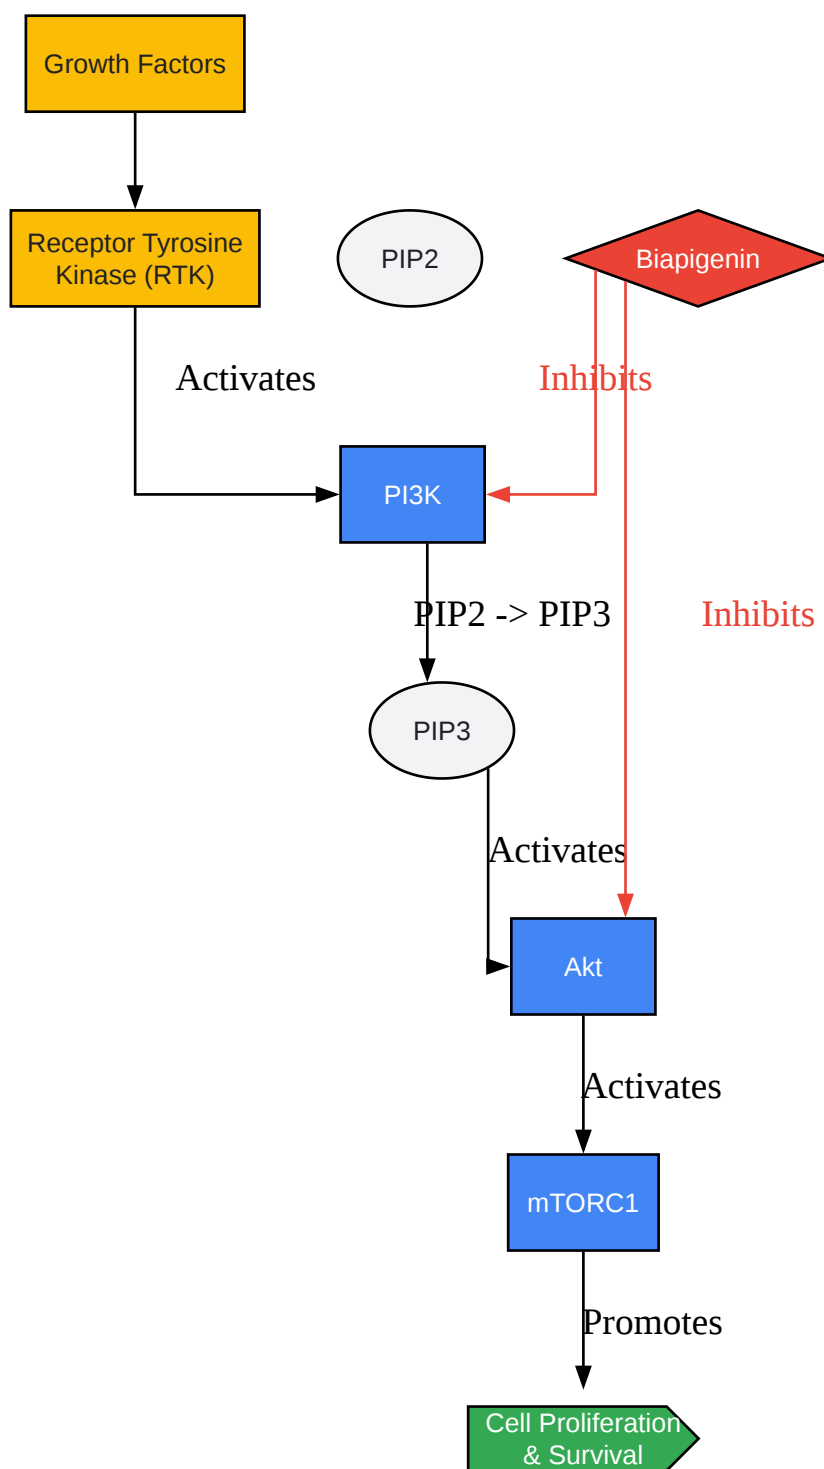 Growth Factors
Receptor Tyrosine
Kinase (RTK)
PIP2
Biapigenin
Activates
Inhibits
PI3K
PIP2 -> PIP3
Inhibits
PIP3
Activates
Akt
Activates
mTORC1
Promotes
Cell Proliferation
& Survival